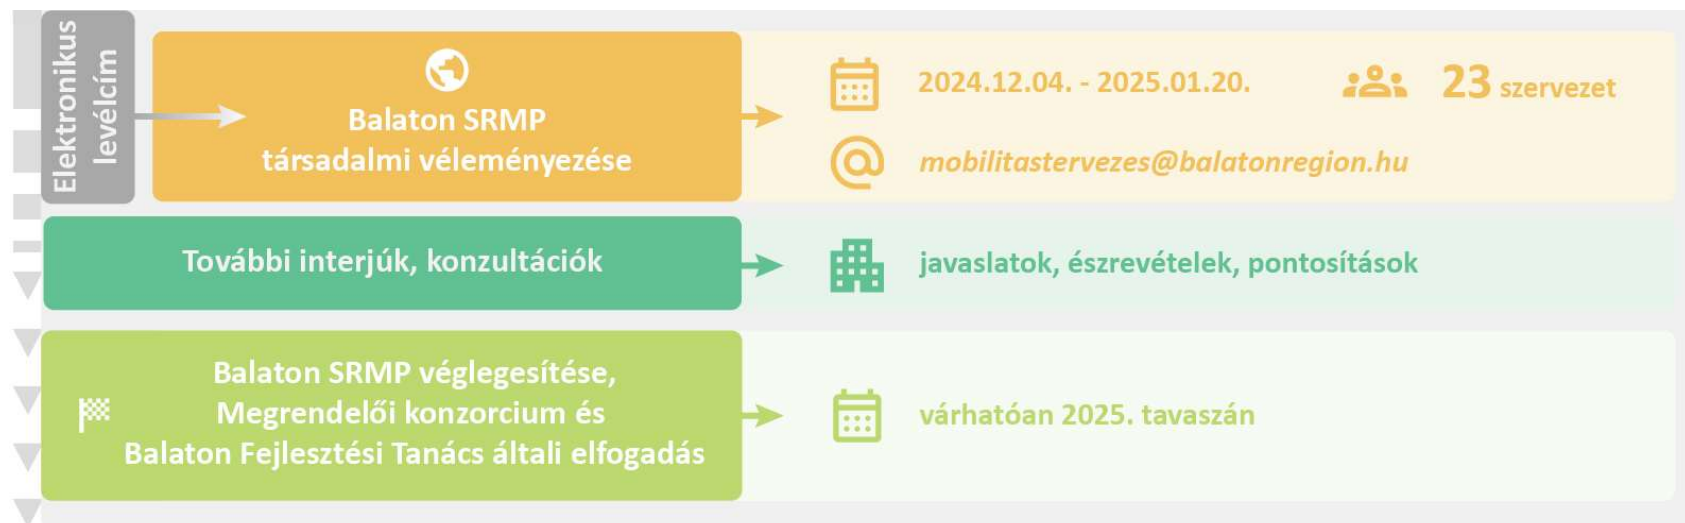 Elektronikus
levélcím
Balaton SRMP
társadalmi véleményezése
2024.12.04. - 2025.01.20.
23 szervezet
mobilitastervezes@balatonregion.hu
További interjúk, konzultációk
javaslatok, észrevételek, pontosítások
Balaton SRMP véglegesítése,
Megrendelői konzorcium és
Balaton Fejlesztési Tanács általi elfogadás
várhatóan 2025. tavaszán